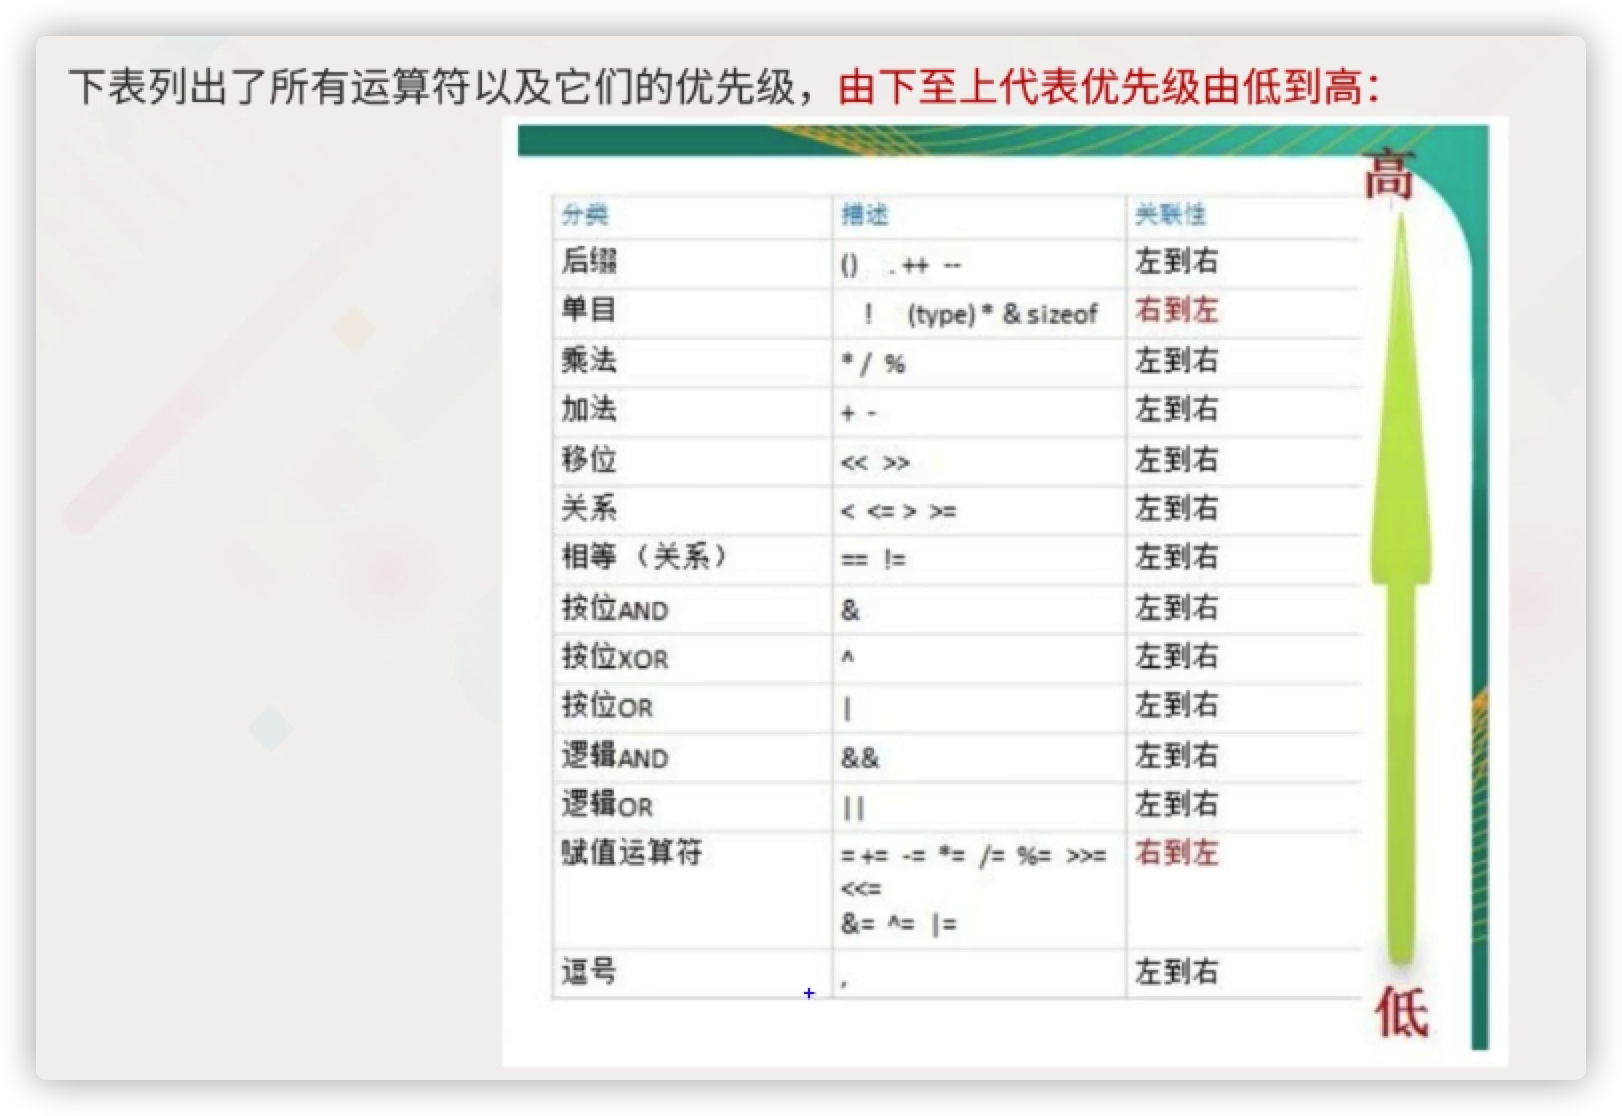 下表列出了所有运算符以及它们的优先级，由下至上代表优先级由低到高：
高
分类 描述 关联性
后缀 () . ++ -- 左到右
单目 ! (type) * & sizeof 右到左
乘法 * / % 左到右
加法 + - 左到右
移位 << >> 左到右
关系 < <= > >= 左到右
相等（关系） == != 左到右
按位AND & 左到右
按位XOR ^ 左到右
按位OR | 左到右
逻辑AND && 左到右
逻辑OR || 左到右
赋值运算符 = += -= *= /= %= >>= 右到左
<<=
&= ^= |=
逗号 , 左到右
低